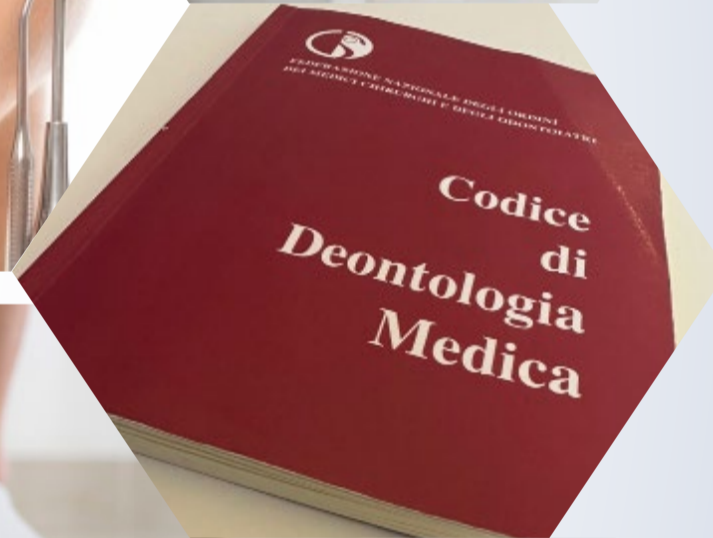 FEDERAZIONE NAZIONALE DEGLI ORDINI
DEI MEDICI CHIRURGHI E DEGLI ODONTOIATRI
Codice
di
Deontologia
Medica